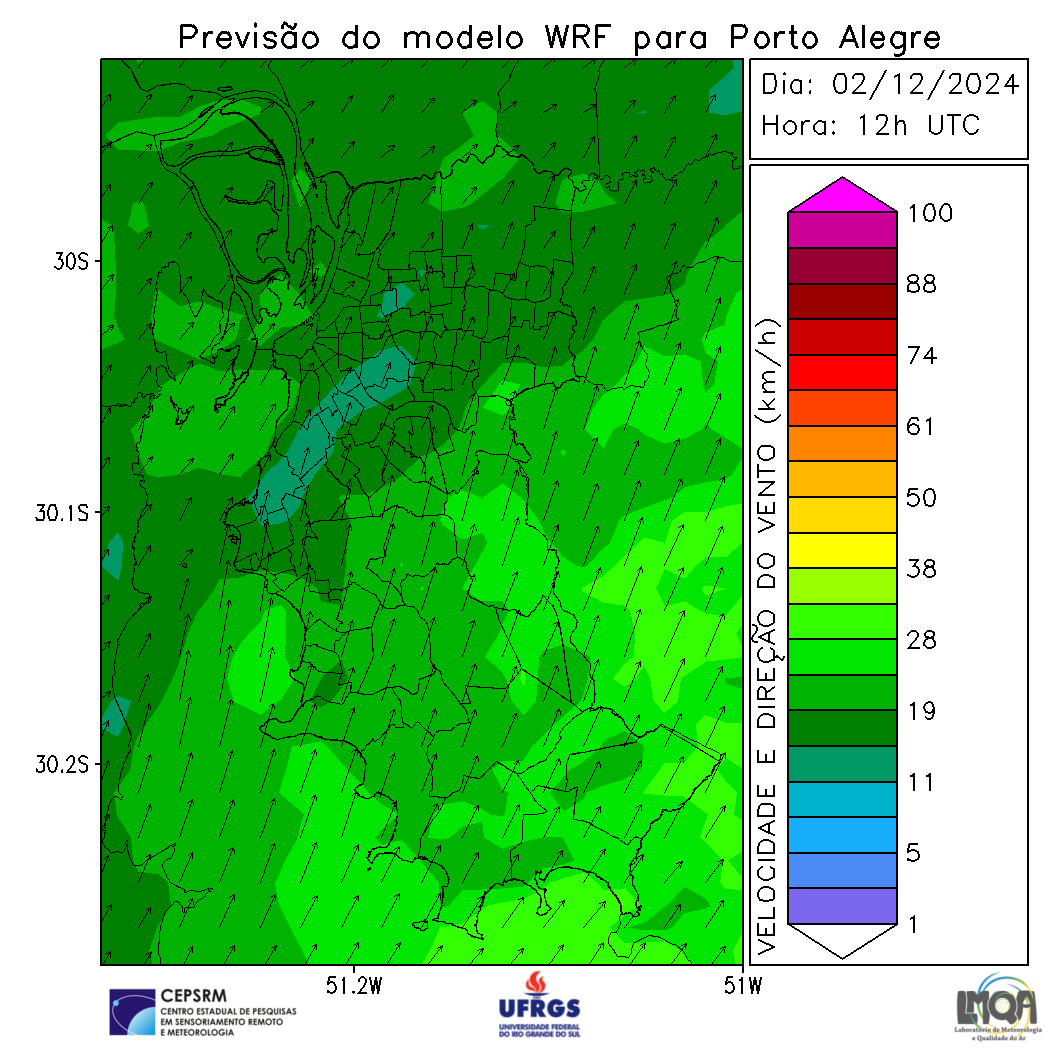 Previsão do modelo WRF para Porto Alegre
Dia: 02/12/2024
Hora: 12h UTC
30S
30.1S
30.2S
51.2W
51W
VELOCIDADE E DIREÇÃO DO VENTO (km/h)
100
88
74
61
50
38
28
19
11
5
1
CEPSRM
CENTRO ESTADUAL DE PESQUISAS
EM SENSORIAMENTO REMOTO
E METEOROLOGIA
UFRGS
UNIVERSIDADE FEDERAL
DO RIO GRANDE DO SUL
LMQA
Laboratório de Meteorologia
e Qualidade do Ar